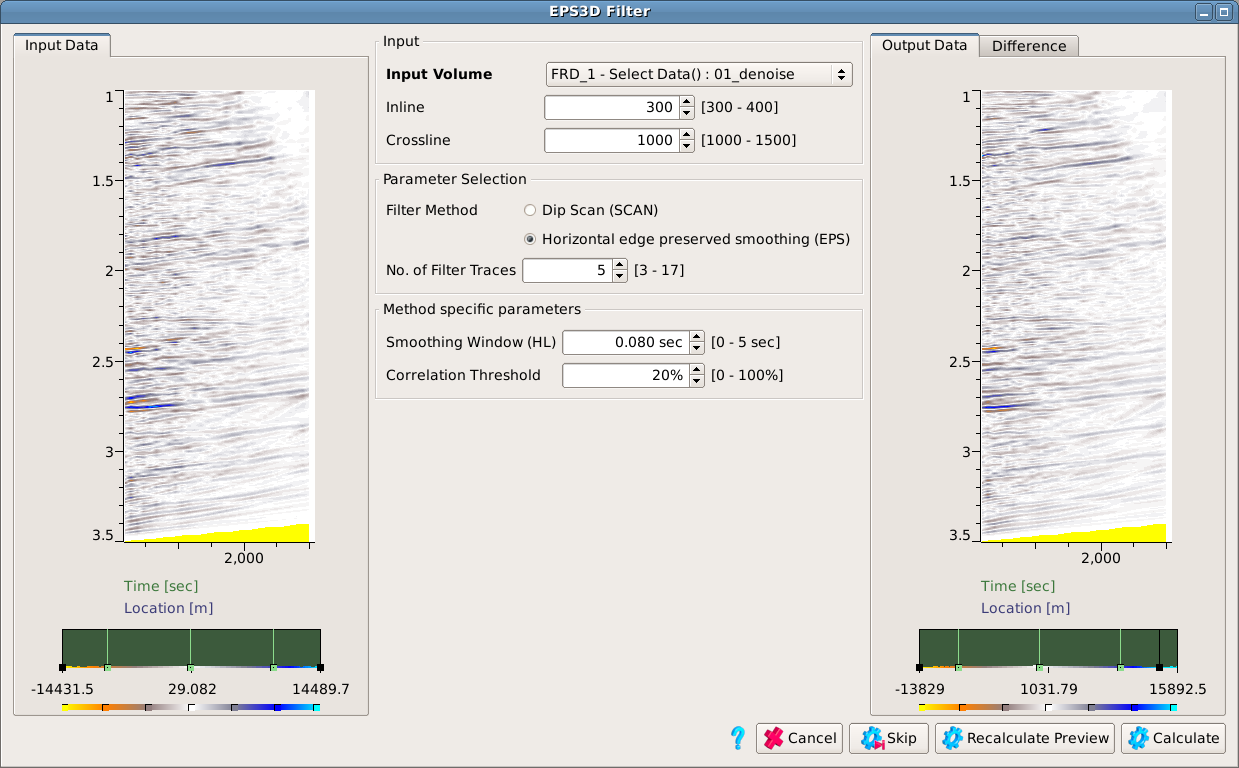 EPS3D Filter
Input Data
1
1.5
2
2.5
3
3.5
2,000
Time [sec]
Location [m]
-14431.5 29.082 14489.7
Input
Input Volume FRD_1 - Select Data() : 01_denoise
Inline 300 [300 - 400]
Crossline 1000 [1000 - 1500]
Parameter Selection
Filter Method Dip Scan (SCAN)
Horizontal edge preserved smoothing (EPS)
No. of Filter Traces 5 [3 - 17]
Method specific parameters
Smoothing Window (HL) 0.080 sec [0 - 5 sec]
Correlation Threshold 20% [0 - 100%]
Output Data Difference
1
1.5
2
2.5
3
3.5
2,000
Time [sec]
Location [m]
-13829 1031.79 15892.5
? Cancel Skip Recalculate Preview Calculate